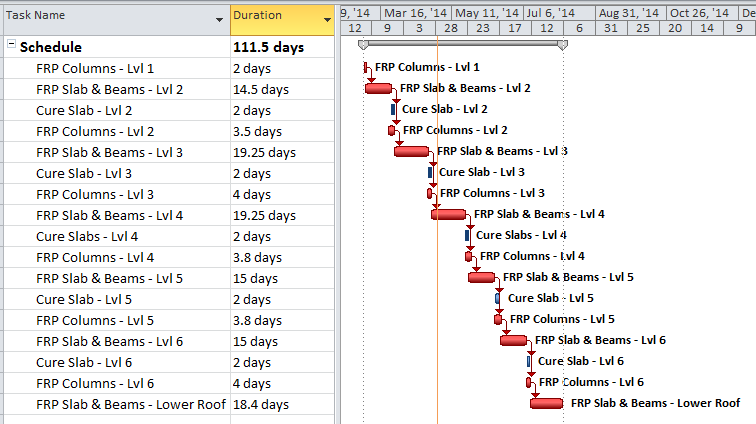 Task Name Duration 9, '14 Mar 16, '14 May 11, '14 Jul 6, '14 Aug 31, '14 Oct 26, '14 De
12 9 6 4 1 28 23 17 14 9
Schedule 111.5 days
FRP Columns - Lvl 1 2 days FRP Columns - Lvl 1
FRP Slab & Beams - Lvl 2 14.5 days FRP Slab & Beams - Lvl 2
Cure Slab - Lvl 2 2 days Cure Slab - Lvl 2
FRP Columns - Lvl 2 3.5 days FRP Columns - Lvl 2
FRP Slab & Beams - Lvl 3 19.25 days FRP Slab & Beams - Lvl 3
Cure Slab - Lvl 3 2 days Cure Slab - Lvl 3
FRP Columns - Lvl 3 4 days FRP Columns - Lvl 3
FRP Slab & Beams - Lvl 4 19.25 days FRP Slab & Beams - Lvl 4
Cure Slabs - Lvl 4 2 days Cure Slabs - Lvl 4
FRP Columns - Lvl 4 3.8 days FRP Columns - Lvl 4
FRP Slab & Beams - Lvl 5 15 days FRP Slab & Beams - Lvl 5
Cure Slab - Lvl 5 2 days Cure Slab - Lvl 5
FRP Columns - Lvl 5 3.8 days FRP Columns - Lvl 5
FRP Slab & Beams - Lvl 6 15 days FRP Slab & Beams - Lvl 6
Cure Slab - Lvl 6 2 days Cure Slab - Lvl 6
FRP Columns - Lvl 6 4 days FRP Columns - Lvl 6
FRP Slab & Beams - Lower Roof 18.4 days FRP Slab & Beams - Lower Roof